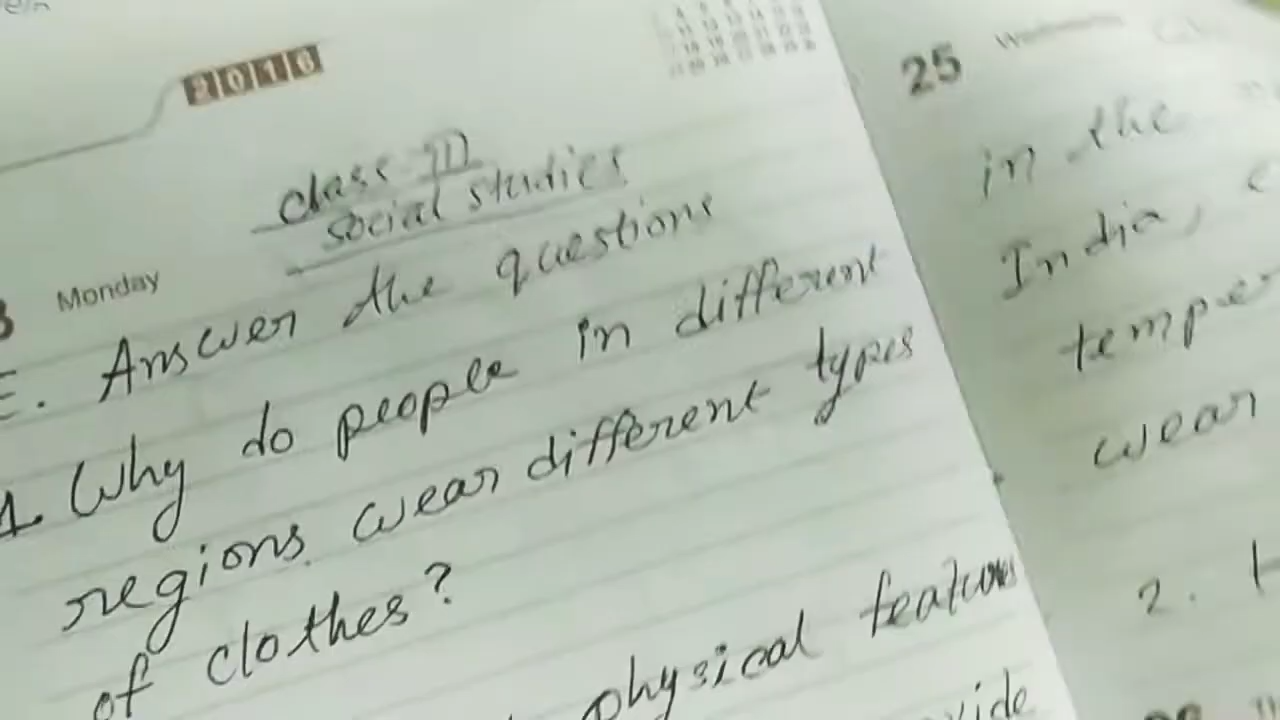 2016
class III
social studies
Monday
E. Answer the questions
1. Why do people in different
regions wear different types
of clothes?
physical features
25 Wednesday
in the
India,
temper
wear
2.